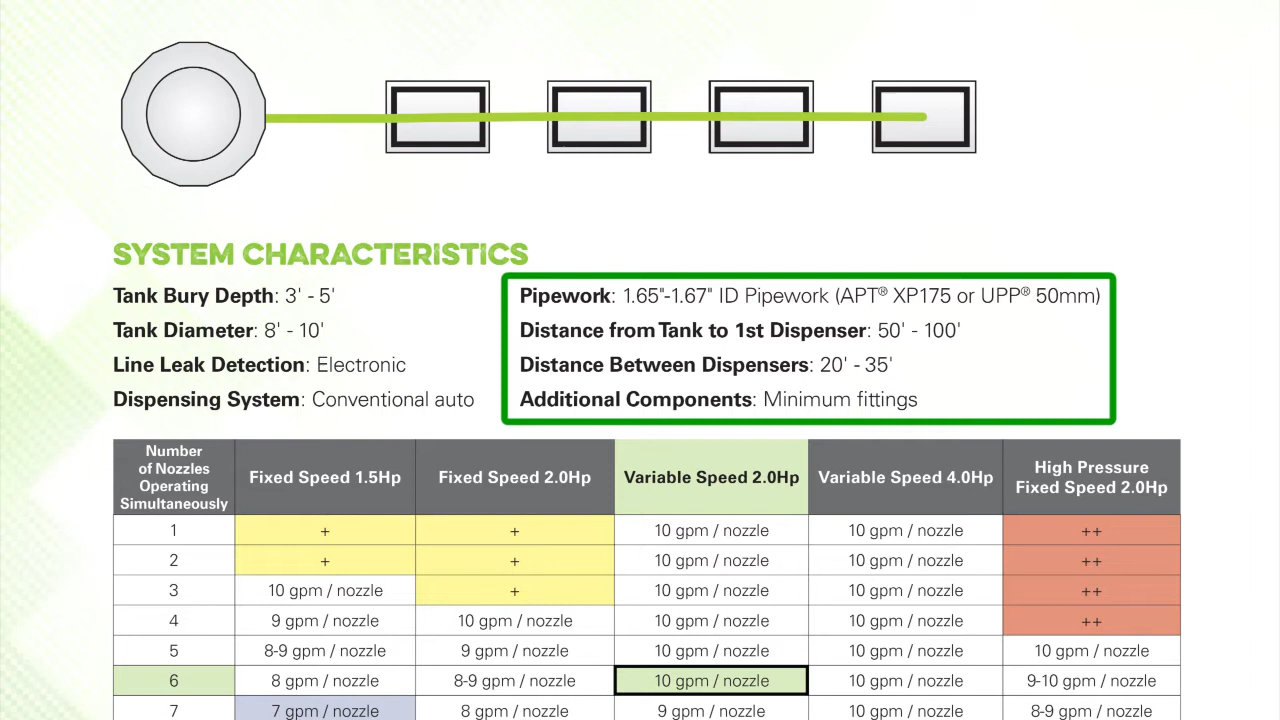 SYSTEM CHARACTERISTICS
Tank Bury Depth: 3' - 5'
Tank Diameter: 8' - 10'
Line Leak Detection: Electronic
Dispensing System: Conventional auto
Pipework: 1.65"-1.67" ID Pipework (APT® XP175 or UPP® 50mm)
Distance from Tank to 1st Dispenser: 50' - 100'
Distance Between Dispensers: 20' - 35'
Additional Components: Minimum fittings
Number
of Nozzles
Operating
Simultaneously
Fixed Speed 1.5Hp
Fixed Speed 2.0Hp
Variable Speed 2.0Hp
Variable Speed 4.0Hp
High Pressure
Fixed Speed 2.0Hp
1 + + 10 gpm / nozzle 10 gpm / nozzle ++
2 + + 10 gpm / nozzle 10 gpm / nozzle ++
3 10 gpm / nozzle + 10 gpm / nozzle 10 gpm / nozzle ++
4 9 gpm / nozzle 10 gpm / nozzle 10 gpm / nozzle 10 gpm / nozzle ++
5 8-9 gpm / nozzle 9 gpm / nozzle 10 gpm / nozzle 10 gpm / nozzle 10 gpm / nozzle
6 8 gpm / nozzle 8-9 gpm / nozzle 10 gpm / nozzle 10 gpm / nozzle 9-10 gpm / nozzle
7 7 gpm / nozzle 8 gpm / nozzle 9 gpm / nozzle 10 gpm / nozzle 8-9 gpm / nozzle